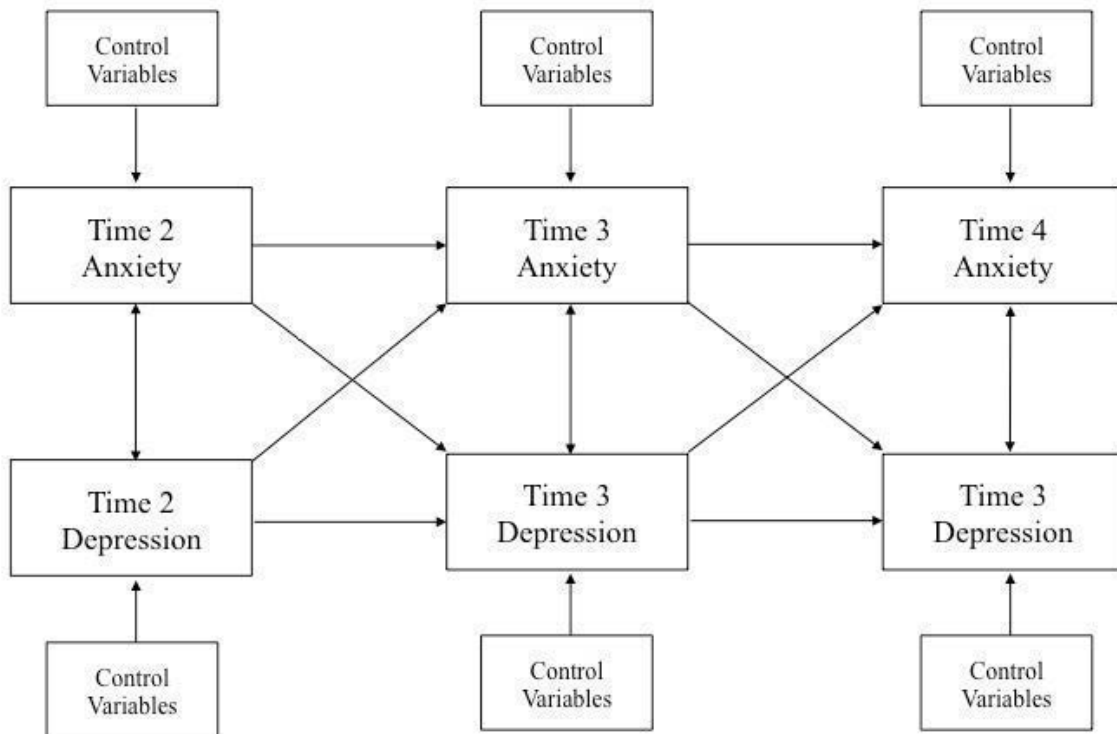 Control
Variables
Control
Variables
Control
Variables
Time 2
Anxiety
Time 3
Anxiety
Time 4
Anxiety
Time 2
Depression
Time 3
Depression
Time 3
Depression
Control
Variables
Control
Variables
Control
Variables